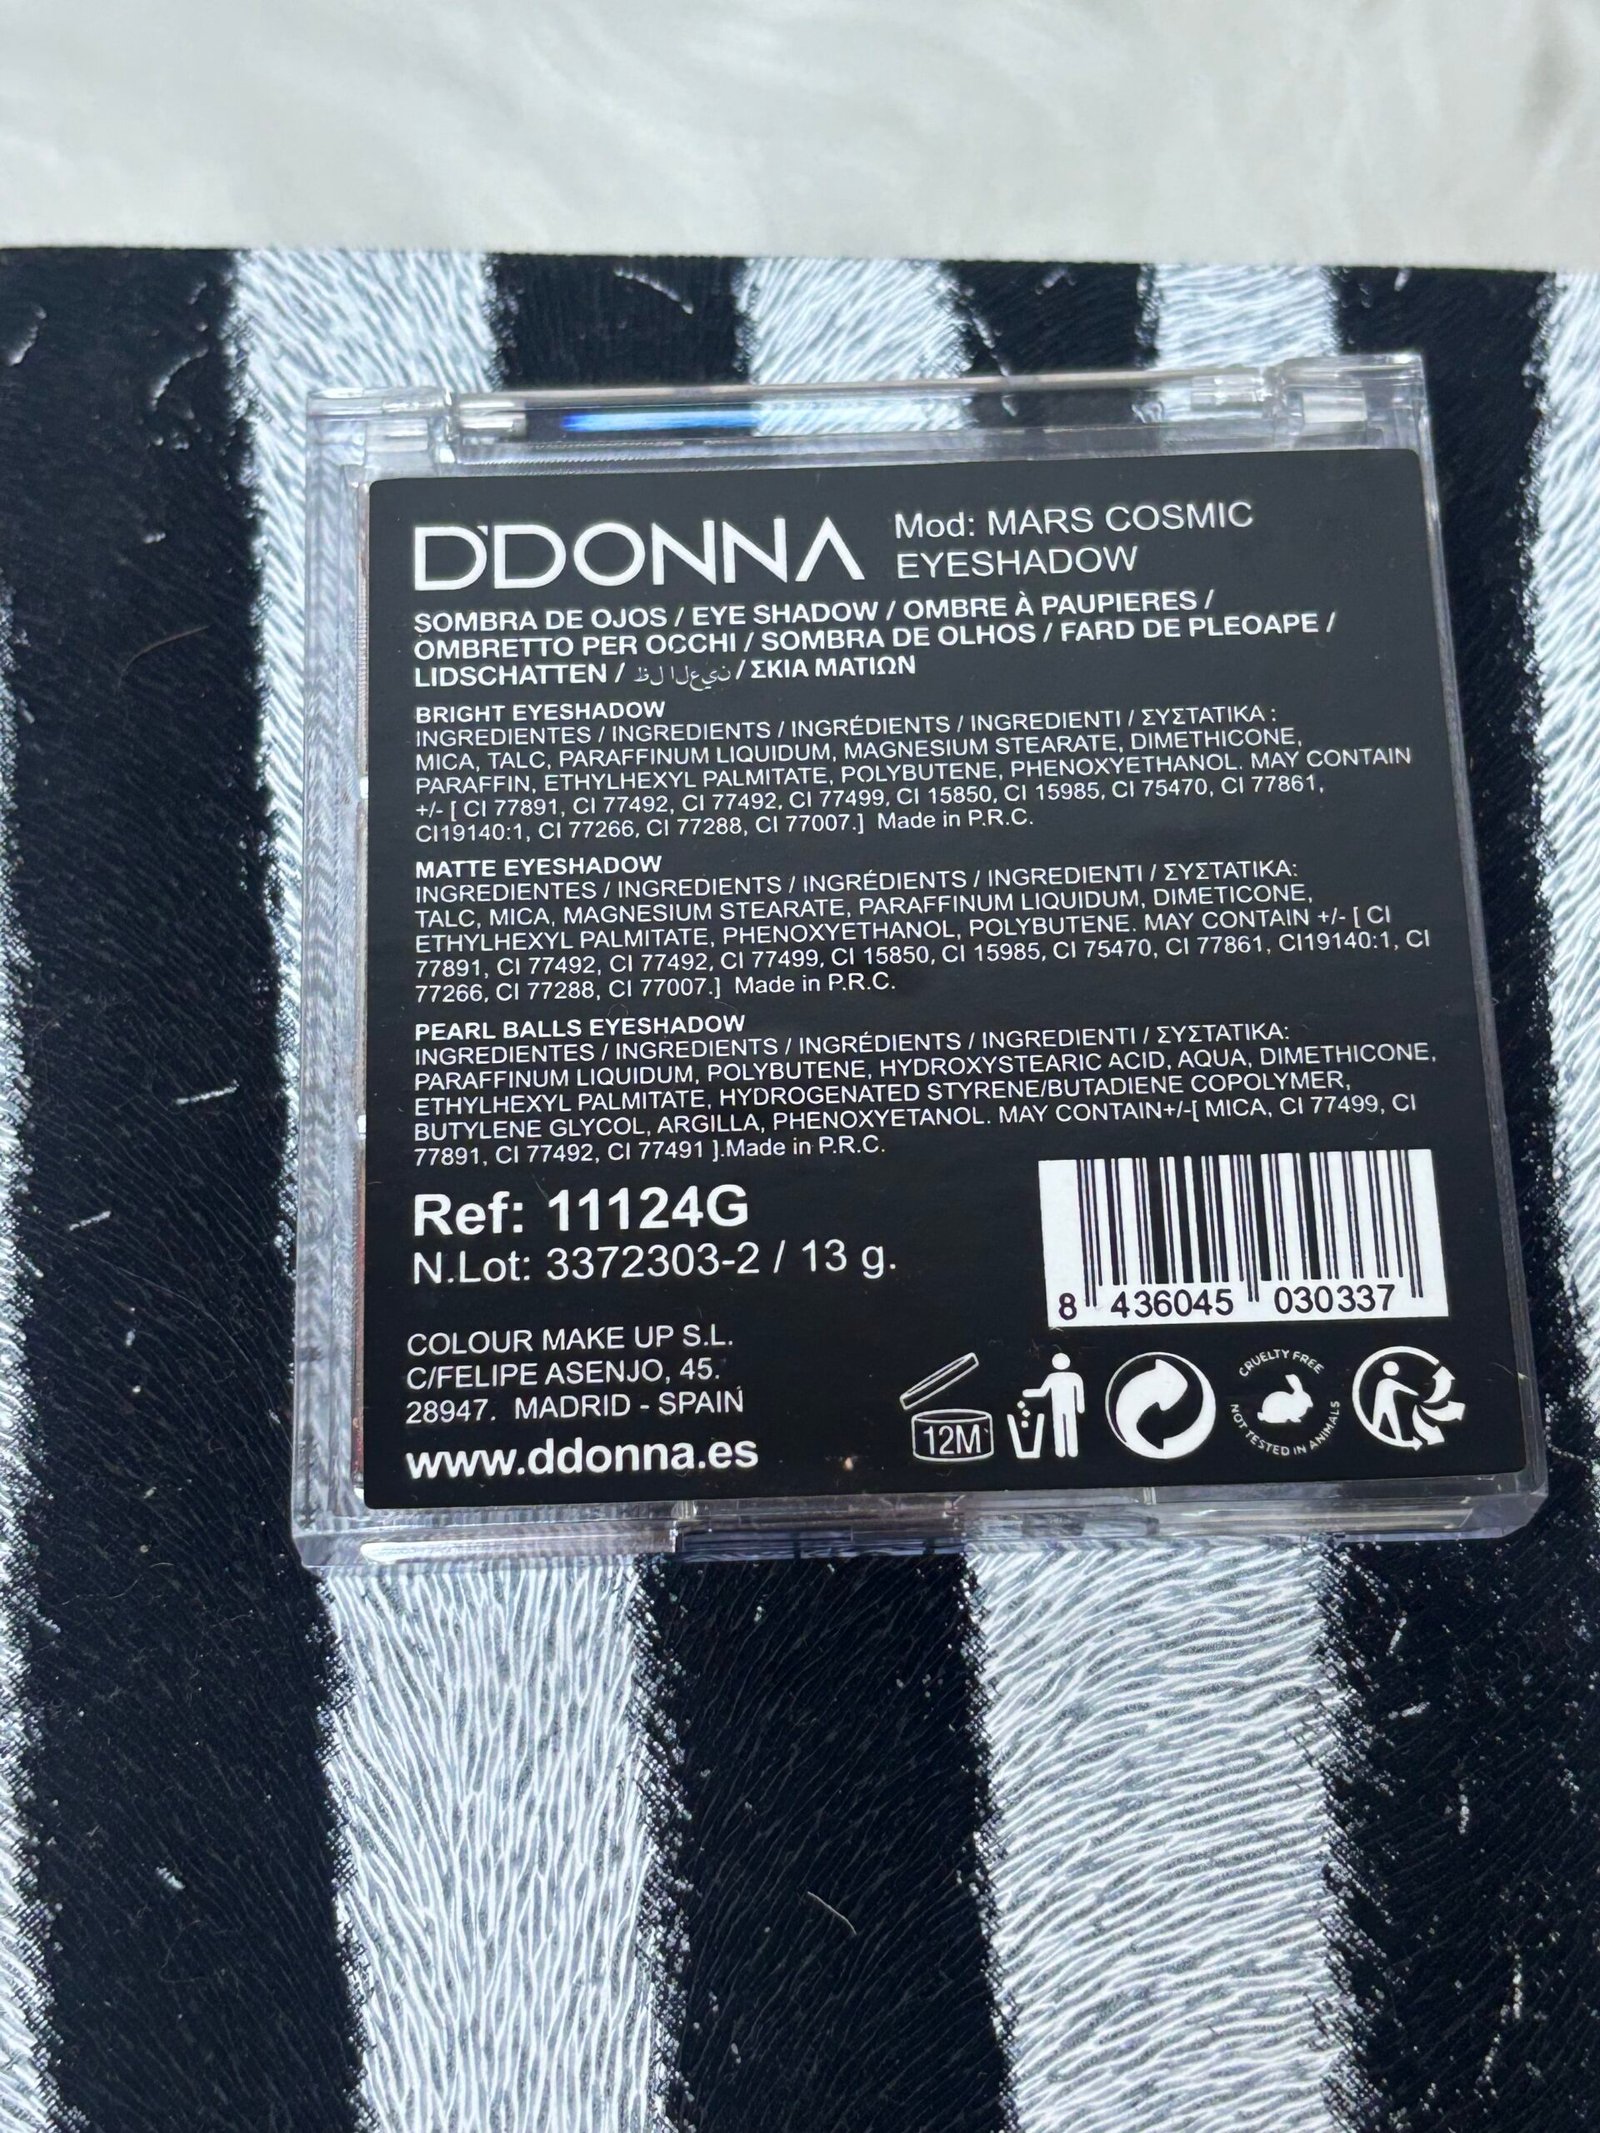 D'DONNA Mod: MARS COSMIC
EYESHADOW
SOMBRA DE OJOS / EYE SHADOW / OMBRE À PAUPIERES /
OMBRETTO PER OCCHI / SOMBRA DE OLHOS / FARD DE PLEOAPE /
LIDSCHATTEN / ظل العين / ΣΚΙΑ ΜΑΤΙΩΝ
BRIGHT EYESHADOW
INGREDIENTES / INGREDIENTS / INGRÉDIENTS / INGREDIENTI / ΣΥΣΤΑΤΙΚΑ :
MICA, TALC, PARAFFINUM LIQUIDUM, MAGNESIUM STEARATE, DIMETHICONE,
PARAFFIN, ETHYLHEXYL PALMITATE, POLYBUTENE, PHENOXYETHANOL. MAY CONTAIN
+/- [ CI 77891, CI 77492, CI 77492, CI 77499, CI 15850, CI 15985, CI 75470, CI 77861,
CI19140:1, CI 77266, CI 77288, CI 77007.] Made in P.R.C.
MATTE EYESHADOW
INGREDIENTES / INGREDIENTS / INGRÉDIENTS / INGREDIENTI / ΣΥΣΤΑΤΙΚΑ:
TALC, MICA, MAGNESIUM STEARATE, PARAFFINUM LIQUIDUM, DIMETICONE,
ETHYLHEXYL PALMITATE, PHENOXYETHANOL, POLYBUTENE. MAY CONTAIN +/- [ CI
77891, CI 77492, CI 77492, CI 77499, CI 15850, CI 15985, CI 75470, CI 77861, CI19140:1, CI
77266, CI 77288, CI 77007.] Made in P.R.C.
PEARL BALLS EYESHADOW
INGREDIENTES / INGREDIENTS / INGRÉDIENTS / INGREDIENTI / ΣΥΣΤΑΤΙΚΑ:
PARAFFINUM LIQUIDUM, POLYBUTENE, HYDROXYSTEARIC ACID, AQUA, DIMETHICONE,
ETHYLHEXYL PALMITATE, HYDROGENATED STYRENE/BUTADIENE COPOLYMER,
BUTYLENE GLYCOL, ARGILLA, PHENOXYETANOL. MAY CONTAIN+/-[ MICA, CI 77499, CI
77891, CI 77492, CI 77491 ].Made in P.R.C.
Ref: 11124G
N.Lot: 3372303-2 / 13 g.
8 436045 030337
COLOUR MAKE UP S.L.
C/FELIPE ASENJO, 45.
28947. MADRID - SPAIN
www.ddonna.es
12M
CRUELTY FREE
NOT TESTED IN ANIMALS